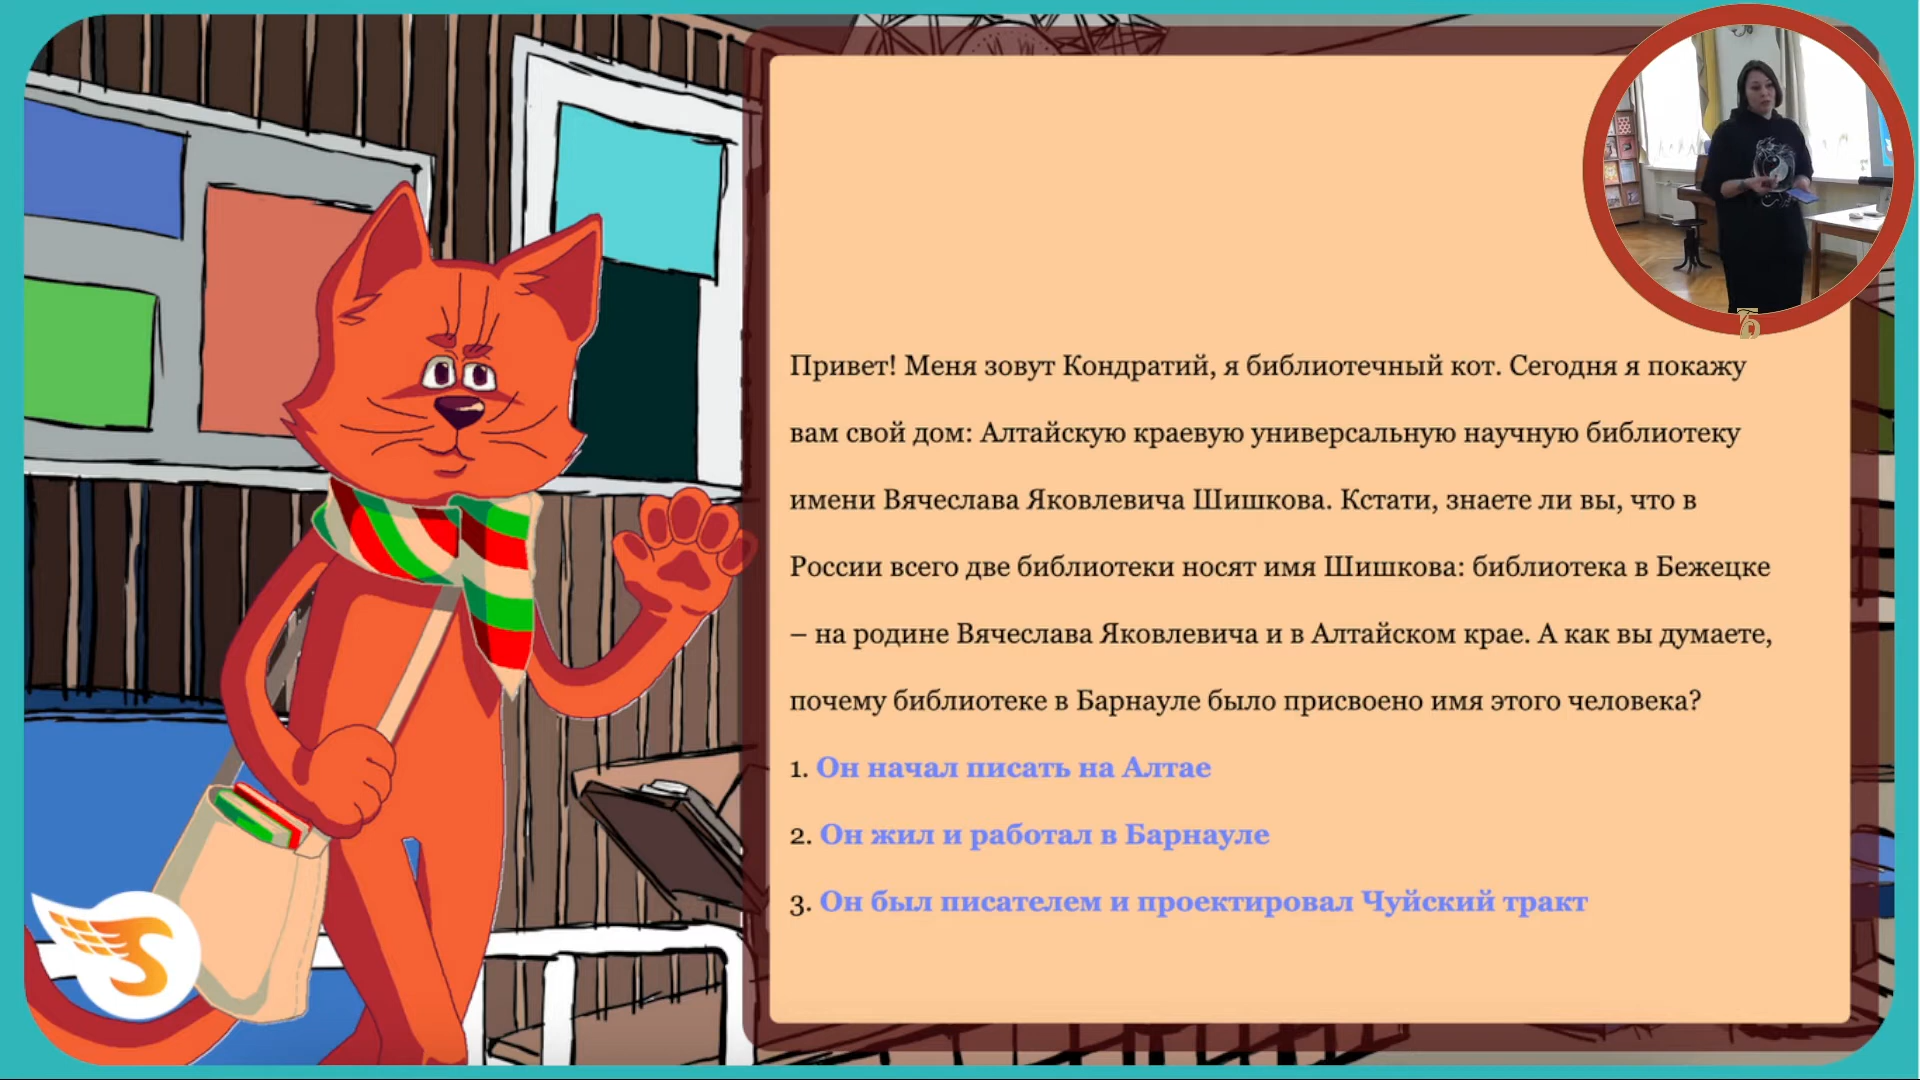 Привет! Меня зовут Кондратий, я библиотечный кот. Сегодня я покажу
вам свой дом: Алтайскую краевую универсальную научную библиотеку
имени Вячеслава Яковлевича Шишкова. Кстати, знаете ли вы, что в
России всего две библиотеки носят имя Шишкова: библиотека в Бежецке
– на родине Вячеслава Яковлевича и в Алтайском крае. А как вы думаете,
почему библиотеке в Барнауле было присвоено имя этого человека?
1. Он начал писать на Алтае
2. Он жил и работал в Барнауле
3. Он был писателем и проектировал Чуйский тракт
S